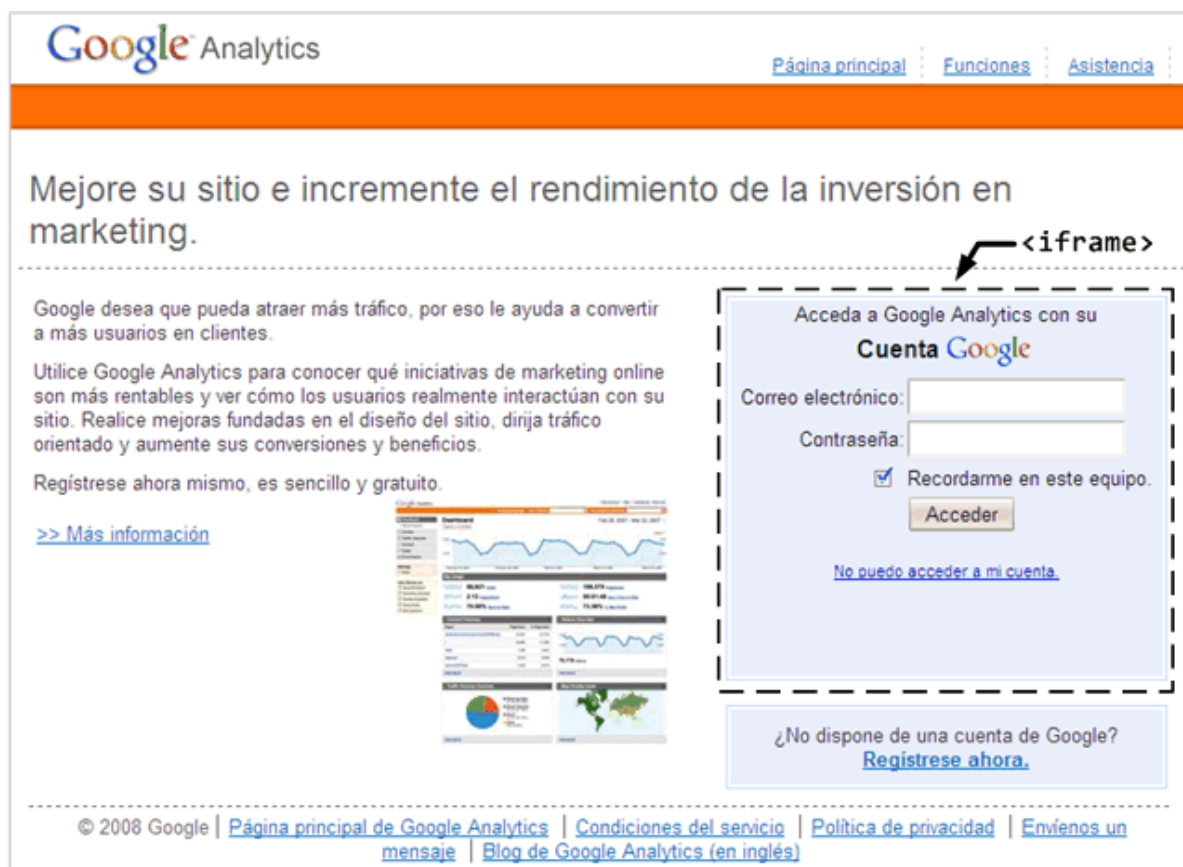 Google™ Analytics
Página principal Funciones Asistencia
Mejore su sitio e incremente el rendimiento de la inversión en
marketing.
<iframe>
Google desea que pueda atraer más tráfico, por eso le ayuda a convertir
a más usuarios en clientes.
Utilice Google Analytics para conocer qué iniciativas de marketing online
son más rentables y ver cómo los usuarios realmente interactúan con su
sitio. Realice mejoras fundadas en el diseño del sitio, dirija tráfico
orientado y aumente sus conversiones y beneficios.
Regístrese ahora mismo, es sencillo y gratuito.
>> Más información
Dashboard
Acceda a Google Analytics con su
Cuenta Google
Correo electrónico:
Contraseña:
Recordarme en este equipo.
Acceder
No puedo acceder a mi cuenta.
¿No dispone de una cuenta de Google?
Regístrese ahora.
© 2008 Google | Página principal de Google Analytics | Condiciones del servicio | Política de privacidad | Envíenos un
mensaje | Blog de Google Analytics (en inglés)